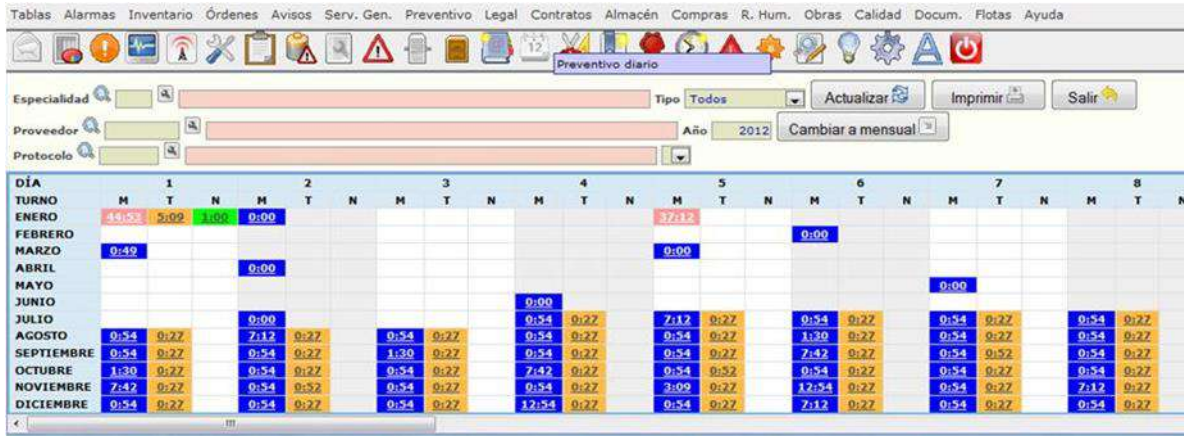 Tablas Alarmas Inventario Órdenes Avisos Serv. Gen. Preventivo Legal Contratos Almacén Compras R. Hum. Obras Calidad Docum. Flotas Ayuda
12
Preventivo diario
Especialidad Tipo Todos Actualizar Imprimir Salir
Proveedor Año 2012 Cambiar a mensual
Protocolo
DÍA 1 2 3 4 5 6 7 8
TURNO M T N M T N M T N M T N M T N M T N M T N M T N
ENERO 44:53 5:09 1:00 0:00 37:12
FEBRERO 0:00
MARZO 0:49 0:00
ABRIL 0:00
MAYO 0:00
JUNIO 0:00
JULIO 0:00 0:54 0:27 7:12 0:27 0:54 0:27 0:54 0:27 0:54 0:27
AGOSTO 0:54 0:27 7:12 0:27 0:54 0:27 0:54 0:27 0:54 0:27 1:30 0:27 0:54 0:27 0:54 0:27
SEPTIEMBRE 0:54 0:27 0:54 0:27 1:30 0:27 0:54 0:27 0:54 0:27 7:42 0:27 0:54 0:52 0:54 0:27
OCTUBRE 1:30 0:27 0:54 0:27 0:54 0:27 7:42 0:27 0:54 0:52 0:54 0:27 0:54 0:27 0:54 0:27
NOVIEMBRE 7:42 0:27 0:54 0:52 0:54 0:27 0:54 0:27 3:09 0:27 12:54 0:27 0:54 0:27 7:12 0:27
DICIEMBRE 0:54 0:27 0:54 0:27 0:54 0:27 12:54 0:27 0:54 0:27 7:12 0:27 0:54 0:27 0:54 0:27